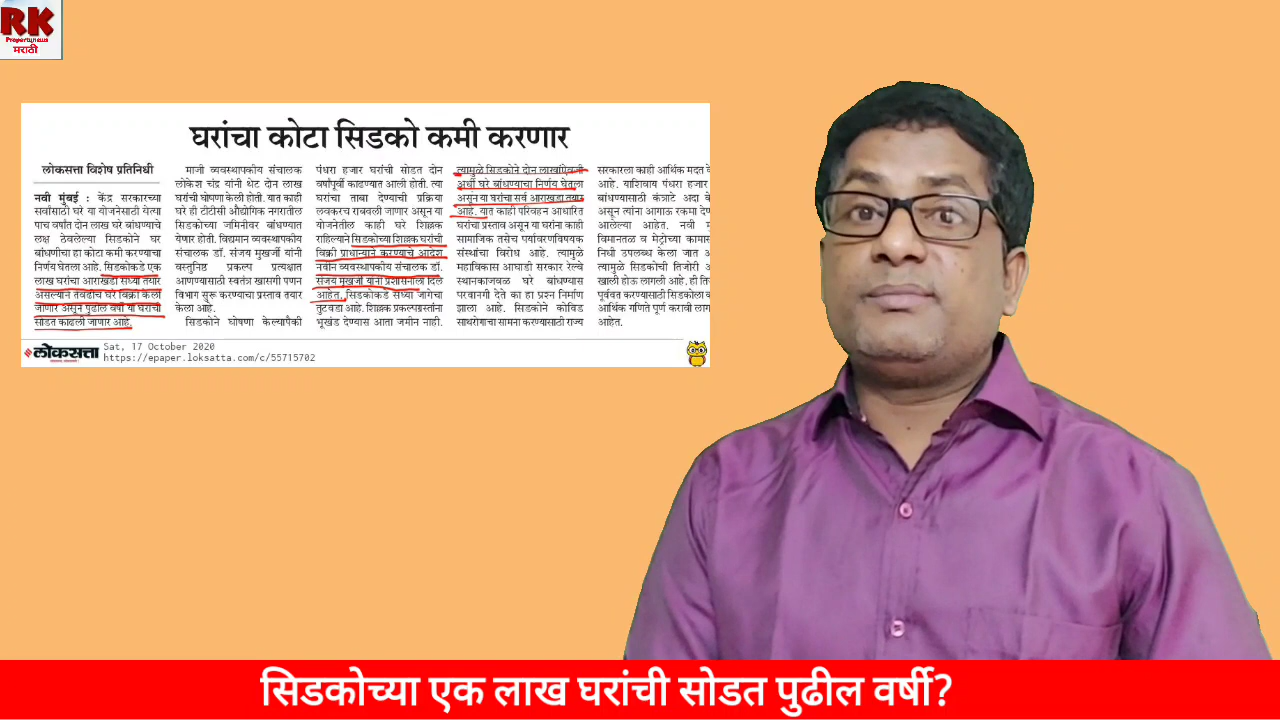 RK
Propertynews
मराठी
घरांचा कोटा सिडको कमी करणार
लोकसत्ता विशेष प्रतिनिधी
नवी मुंबई : केंद्र सरकारच्या
सर्वांसाठी घरे या योजनेसाठी येत्या
पाच वर्षांत दोन लाख घरे बांधण्याचे
लक्ष ठेवलेल्या सिडकोने घर
बांधणीचा हा कोटा कमी करण्याचा
निर्णय घेतला आहे. सिडकोकडे एक
लाख घरांचा आराखडा सध्या तयार
असल्याने तेवढीच घरे विक्री केली
जाणार असून पुढील वर्षी या घरांची
सोडत काढली जाणार आहे.
माजी व्यवस्थापकीय संचालक
लोकेश चंद्र यांनी थेट दोन लाख
घरांची घोषणा केली होती. यात काही
घरे ही टीटीसी औद्योगिक नगरातील
सिडकोच्या जमिनीवर बांधण्यात
येणार होती. विद्यमान व्यवस्थापकीय
संचालक डॉ. संजय मुखर्जी यांनी
वस्तुनिष्ठ प्रकल्प प्रत्यक्षात
आणण्यासाठी स्वतंत्र खासगी पणन
विभाग सुरू करण्याचा प्रस्ताव तयार
केला आहे.
सिडकोने घोषणा केल्यापैकी
पंधरा हजार घरांची सोडत दोन
वर्षांपूर्वी काढण्यात आली होती. त्या
घरांचा ताबा देण्याची प्रक्रिया
लवकरच राबवली जाणार असून या
योजनेतील काही घरे शिल्लक
राहिल्याने सिडकोच्या शिल्लक घरांची
विक्री प्राधान्याने करण्याचे आदेश
नवीन व्यवस्थापकीय संचालक डॉ.
संजय मुखर्जी यांनी प्रशासनाला दिले
आहेत. सिडकोकडे सध्या जागेचा
तुटवडा आहे. शिल्लक प्रकल्पग्रस्तांना
भूखंड देण्यास आता जमीन नाही.
त्यामुळे सिडकोने दोन लाखांऐवजी
अर्धी घरे बांधण्याचा निर्णय घेतला
असून या घरांचा सर्व आराखडा तयार
आहे. यात काही परिवहन आधारित
घरांचा प्रस्ताव असून या घरांना काही
सामाजिक तसेच पर्यावरणविषयक
संस्थांचा विरोध आहे. त्यामुळे
महाविकास आघाडी सरकार रेल्वे
स्थानकाजवळ घरे बांधण्यास
परवानगी देते का हा प्रश्न निर्माण
झाला आहे. सिडकोने कोविड
साथरोगाचा सामना करण्यासाठी राज्य
सरकारला काही आर्थिक मदत
आहे. याशिवाय पंधरा हजार
बांधण्यासाठी कंत्राटे अदा
असून त्यांना आगाऊ रकमा
आलेल्या आहेत. नवी
विमानतळ व मेट्रोच्या
निधी उपलब्ध केला जात
त्यामुळे सिडकोची तिजोरी
खाली होऊ लागली आहे. ही
पूर्ववत करण्यासाठी सिडकोला
आर्थिक गणिते पूर्ण करावी
आहेत.
लोकसत्ता
Sat, 17 October 2020
https://epaper.loksatta.com/c/55715702
सिडकोच्या एक लाख घरांची सोडत पुढील वर्षी?